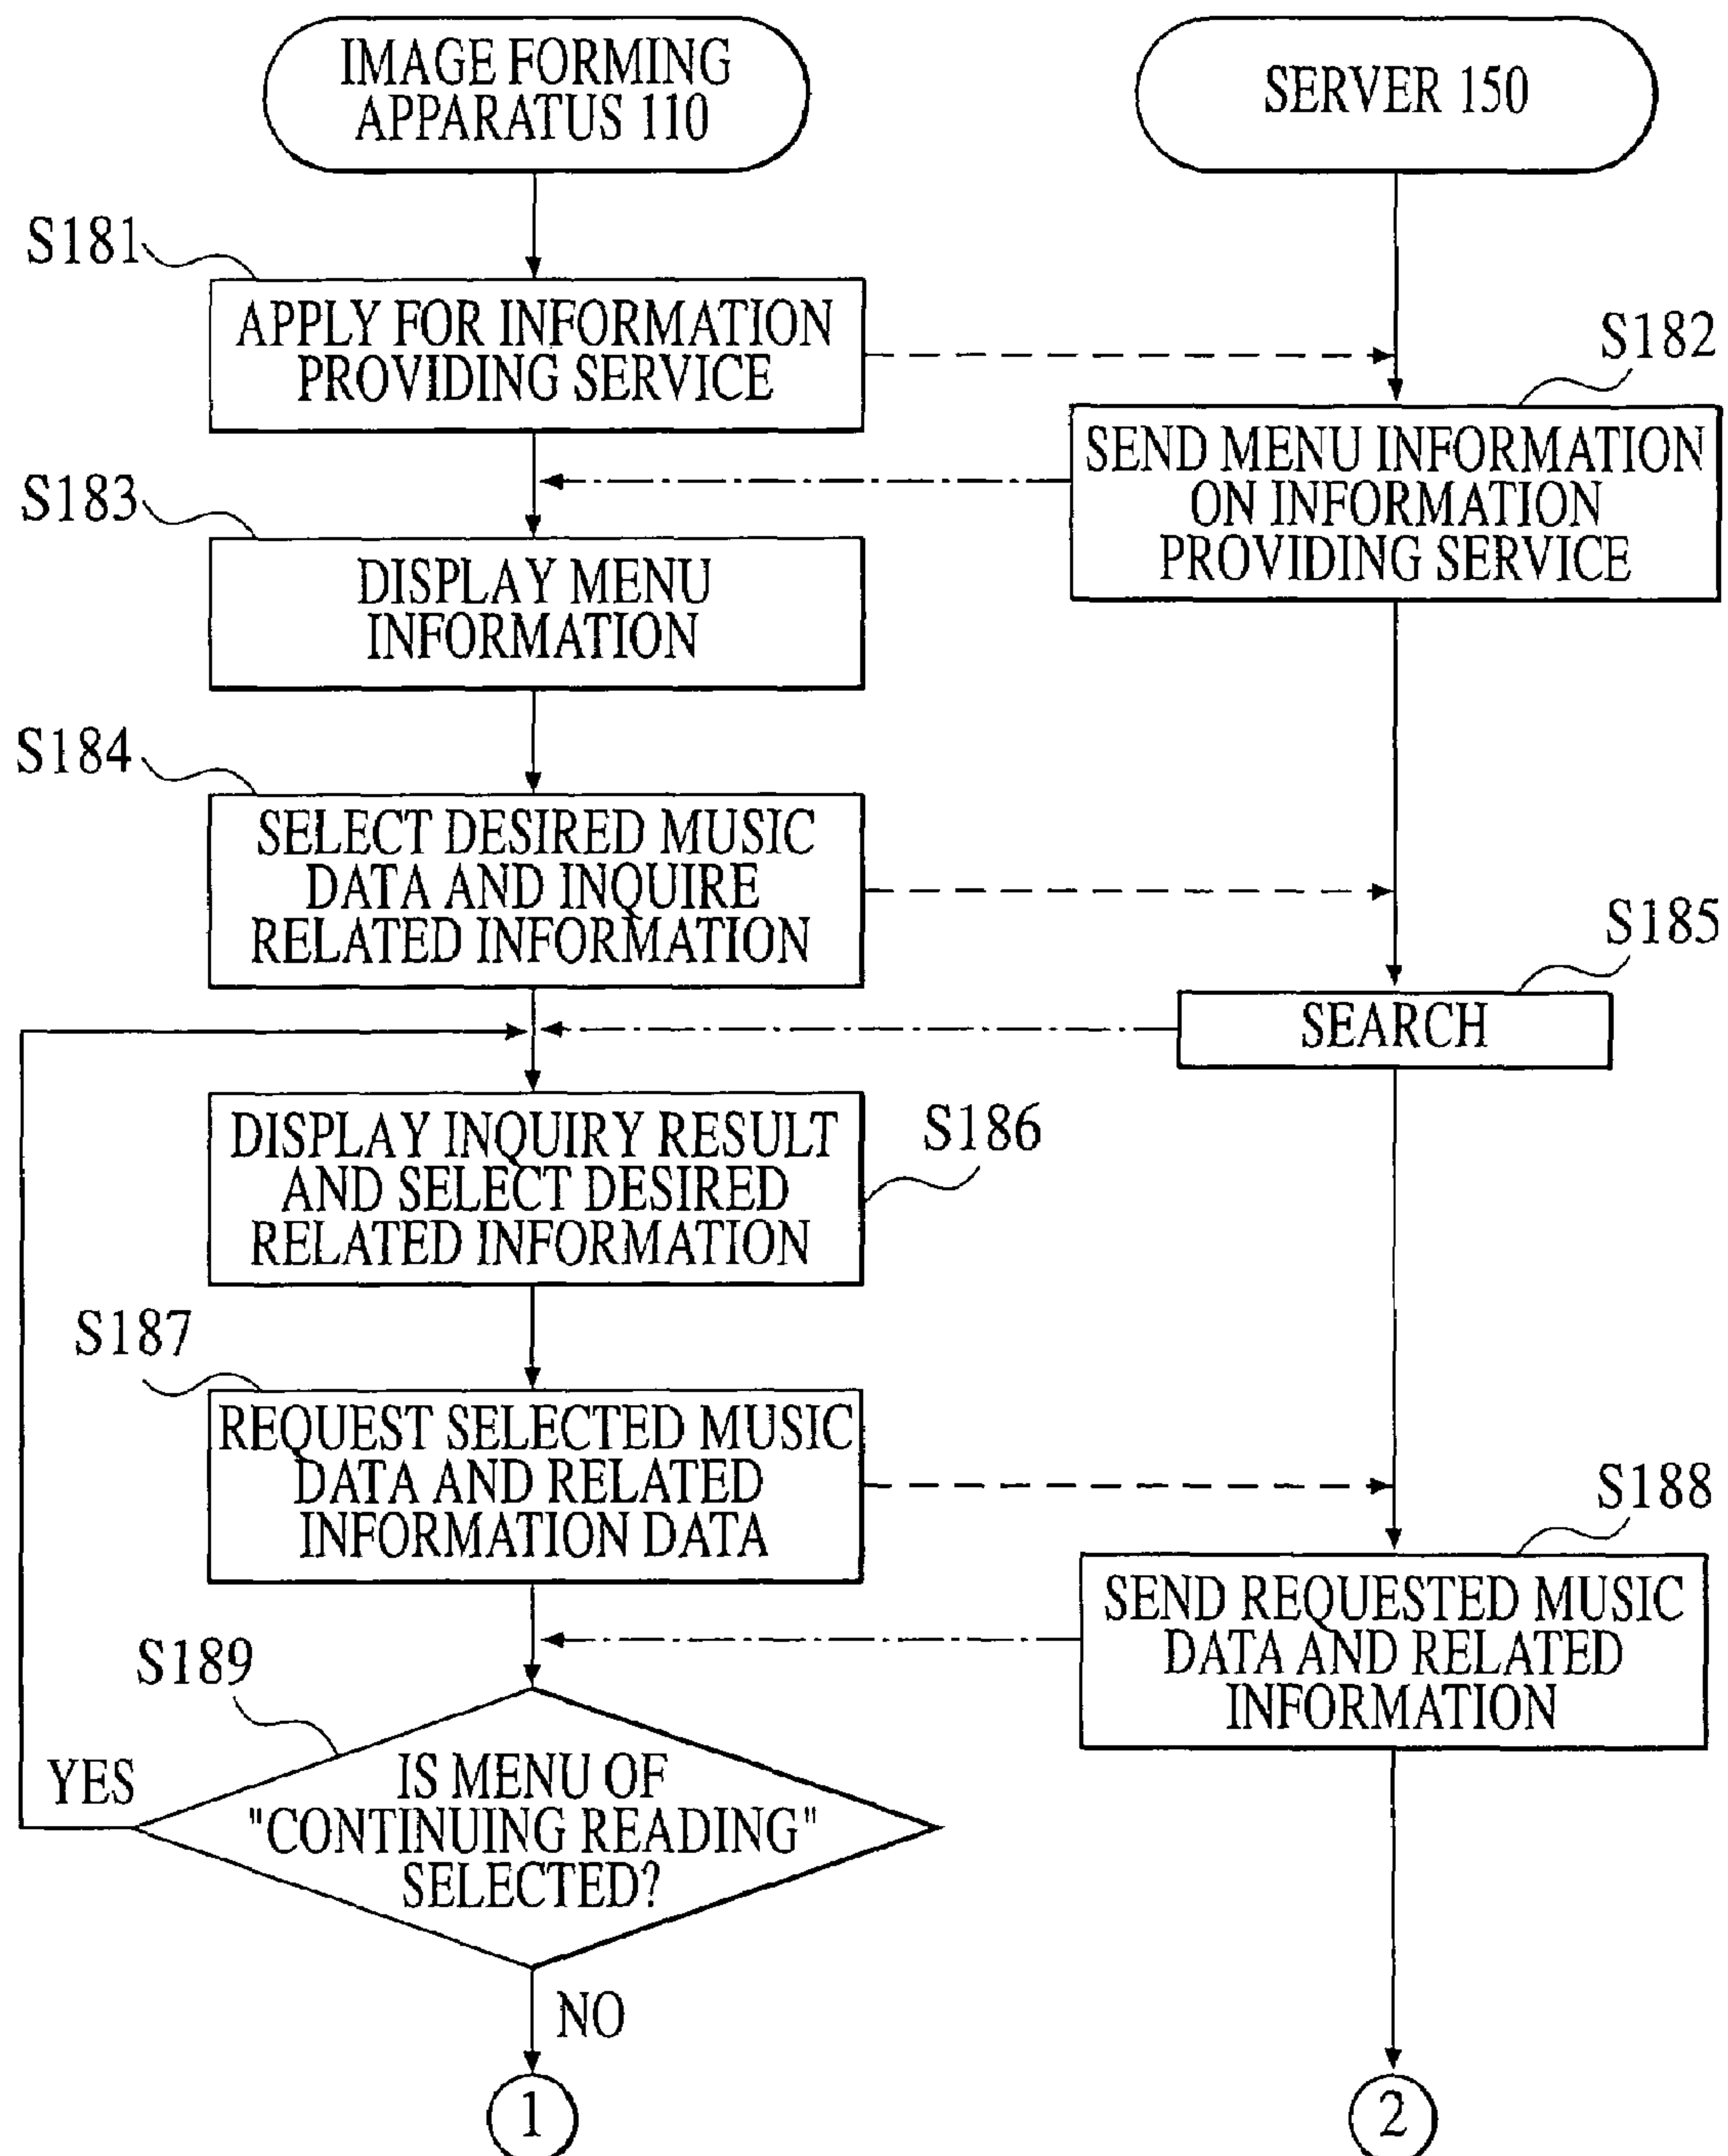 IMAGE FORMING
APPARATUS 110
SERVER 150
S181
APPLY FOR INFORMATION
PROVIDING SERVICE
S182
SEND MENU INFORMATION
ON INFORMATION
PROVIDING SERVICE
S183
DISPLAY MENU
INFORMATION
S184
SELECT DESIRED MUSIC
DATA AND INQUIRE
RELATED INFORMATION
S185
SEARCH
S186
DISPLAY INQUIRY RESULT
AND SELECT DESIRED
RELATED INFORMATION
S187
REQUEST SELECTED MUSIC
DATA AND RELATED
INFORMATION DATA
S188
SEND REQUESTED MUSIC
DATA AND RELATED
INFORMATION
S189
IS MENU OF
"CONTINUING READING"
SELECTED?
YES
NO
1
2